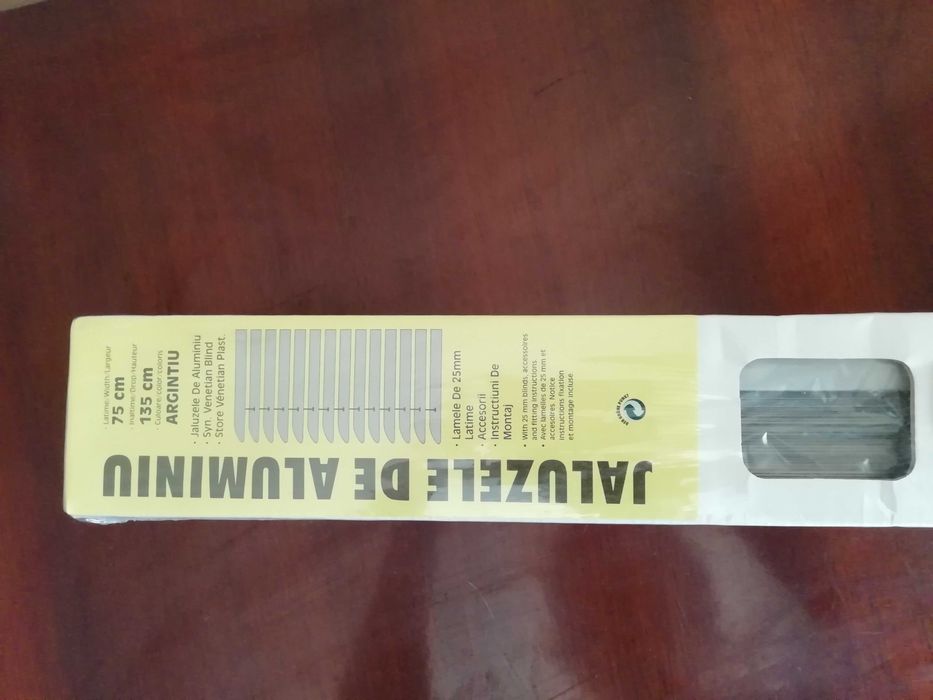 JALUZELE DE ALUMINIU
· Latime/Width/Largeur
75 cm
· Inaltime/Drop/Hauteur
135 cm
· Culoare/color/coloris
ARGINTIU
· Jaluzele De Aluminiu
· Syn. Venetian Blind
· Store Vénetian Plast.
· Lamele De 25mm
Latime
· Accesorii
· Instructiuni De
Montaj
• With 25 mm blinds, accessories
and fitting instructions
• Avec lamelles de 25 mm et
accesoires. Notice
instructions fixation
et montage incluse